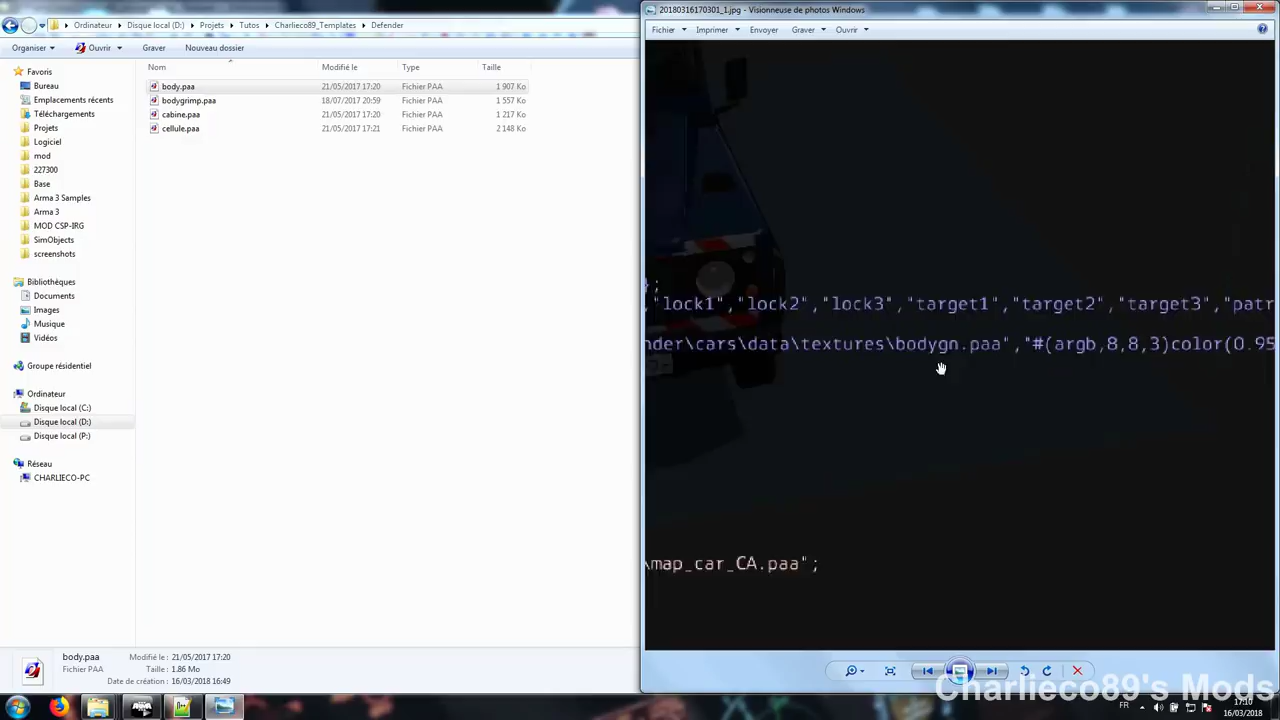 Ordinateur ▸ Disque local (D:) ▸ Projets ▸ Tutos ▸ Charlieco89_Templates ▸ Defender
Organiser Ouvrir Graver Nouveau dossier
Nom Modifié le Type Taille
body.paa 21/05/2017 17:20 Fichier PAA 1 907 Ko
bodygrimp.paa 18/07/2017 20:59 Fichier PAA 1 557 Ko
cabine.paa 21/05/2017 17:20 Fichier PAA 1 217 Ko
cellule.paa 21/05/2017 17:21 Fichier PAA 2 148 Ko
Favoris
Bureau
Emplacements récents
Téléchargements
Projets
Logiciel
mod
227300
Base
Arma 3 Samples
Arma 3
MOD CSP-IRG
SimObjects
screenshots
Bibliothèques
Documents
Images
Musique
Vidéos
Groupe résidentiel
Ordinateur
Disque local (C:)
Disque local (D:)
Disque local (P:)
Réseau
CHARLIECO-PC
body.paa Modifié le : 21/05/2017 17:20
Fichier PAA Taille : 1.86 Mo
Date de création : 16/03/2018 16:49
20180316170301_1.jpg - Visionneuse de photos Windows
Fichier Imprimer Envoyer Graver Ouvrir
};
,"lock1","lock2","lock3","target1","target2","target3","patr
nder\cars\data\textures\bodygn.paa","#(argb,8,8,3)color(0.95
\map_car_CA.paa";
Charlieco89's Mods
FR 17:10
16/03/2018